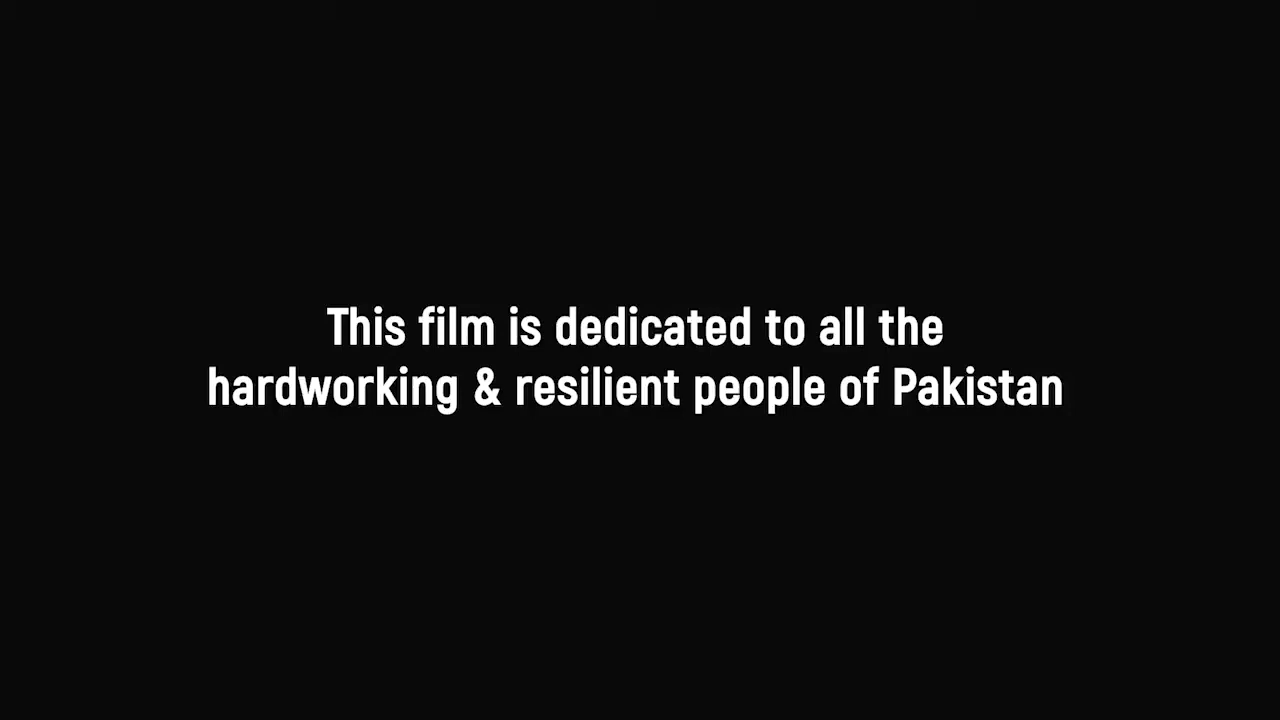 This film is dedicated to all the
hardworking & resilient people of Pakistan